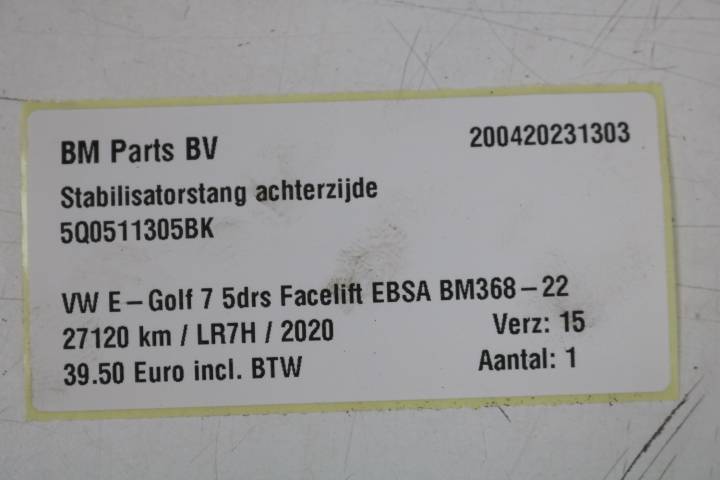 BM Parts BV 200420231303
Stabilisatorstang achterzijde
5Q0511305BK
VW E-Golf 7 5drs Facelift EBSA BM368-22
27120 km / LR7H / 2020 Verz: 15
39.50 Euro incl. BTW Aantal: 1